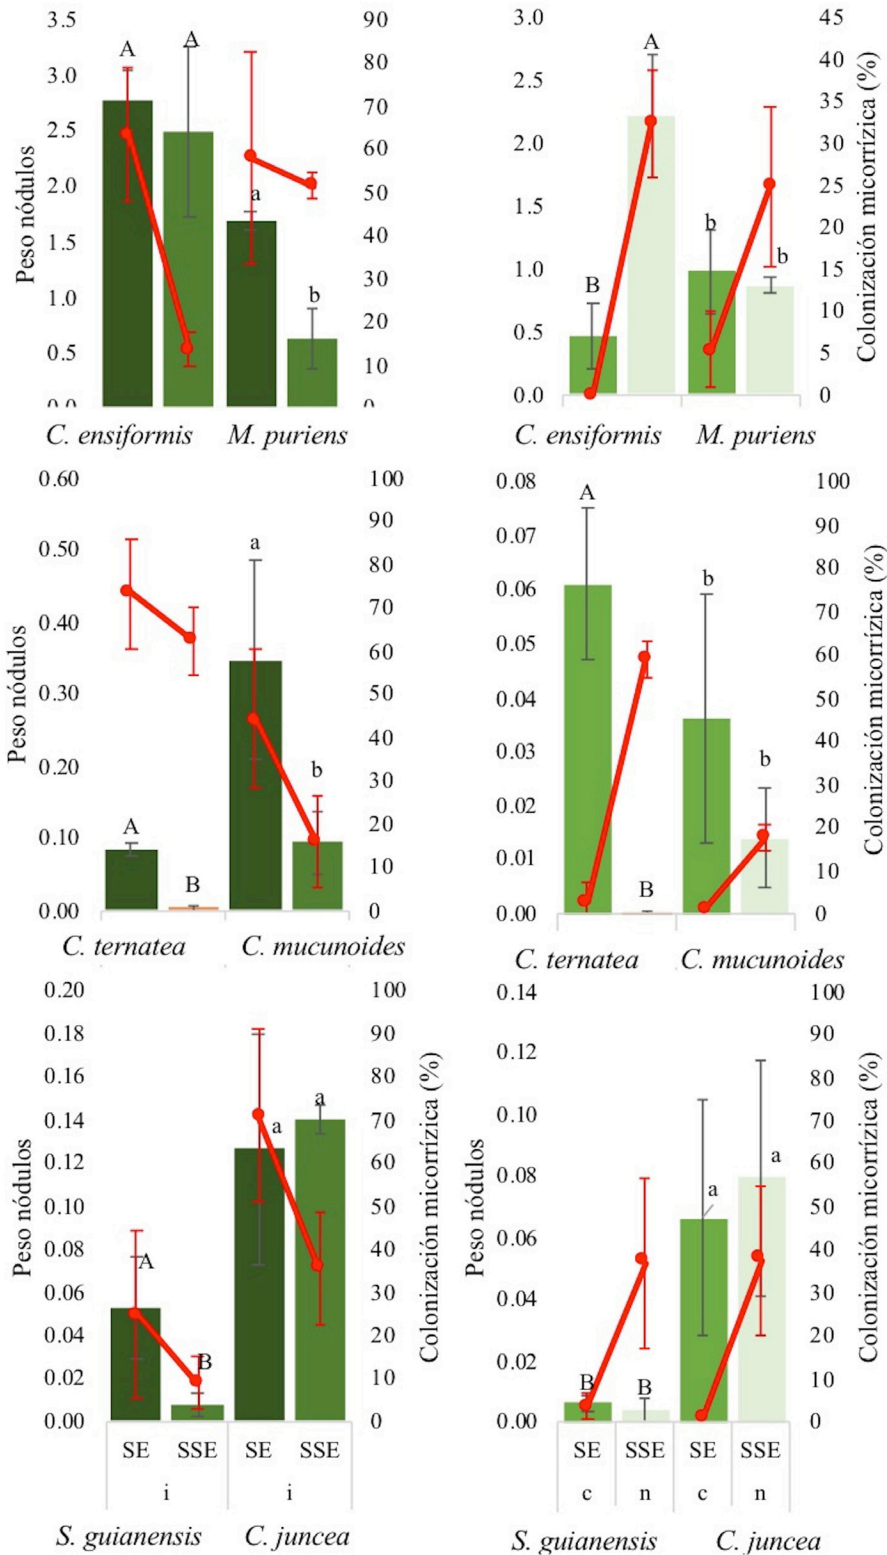 3.5
3.0
2.5
2.0
1.5
1.0
0.5
0.0
Peso nódulos
A
A
a
b
90
80
70
60
50
40
30
20
10
0
C. ensiformis
M. puriens
3.0
2.5
2.0
1.5
1.0
0.5
0.0
B
A
b
b
45
40
35
30
25
20
15
10
5
0
Colonización micorrízica (%)
C. ensiformis
M. puriens
0.60
0.50
0.40
0.30
0.20
0.10
0.00
Peso nódulos
A
B
a
b
100
90
80
70
60
50
40
30
20
10
0
C. ternatea
C. mucunoides
0.08
0.07
0.06
0.05
0.04
0.03
0.02
0.01
0.00
A
B
b
b
100
90
80
70
60
50
40
30
20
10
0
Colonización micorrízica (%)
C. ternatea
C. mucunoides
0.20
0.18
0.16
0.14
0.12
0.10
0.08
0.06
0.04
0.02
0.00
Peso nódulos
A
B
a
a
100
90
80
70
60
50
40
30
20
10
0
Colonización micorrízica (%)
SE SSE SE SSE
i i
S. guianensis
C. juncea
0.14
0.12
0.10
0.08
0.06
0.04
0.02
0.00
Peso nódulos
B
B
a
a
100
90
80
70
60
50
40
30
20
10
0
Colonización micorrízica (%)
SE SSE SE SSE
c n c n
S. guianensis
C. juncea